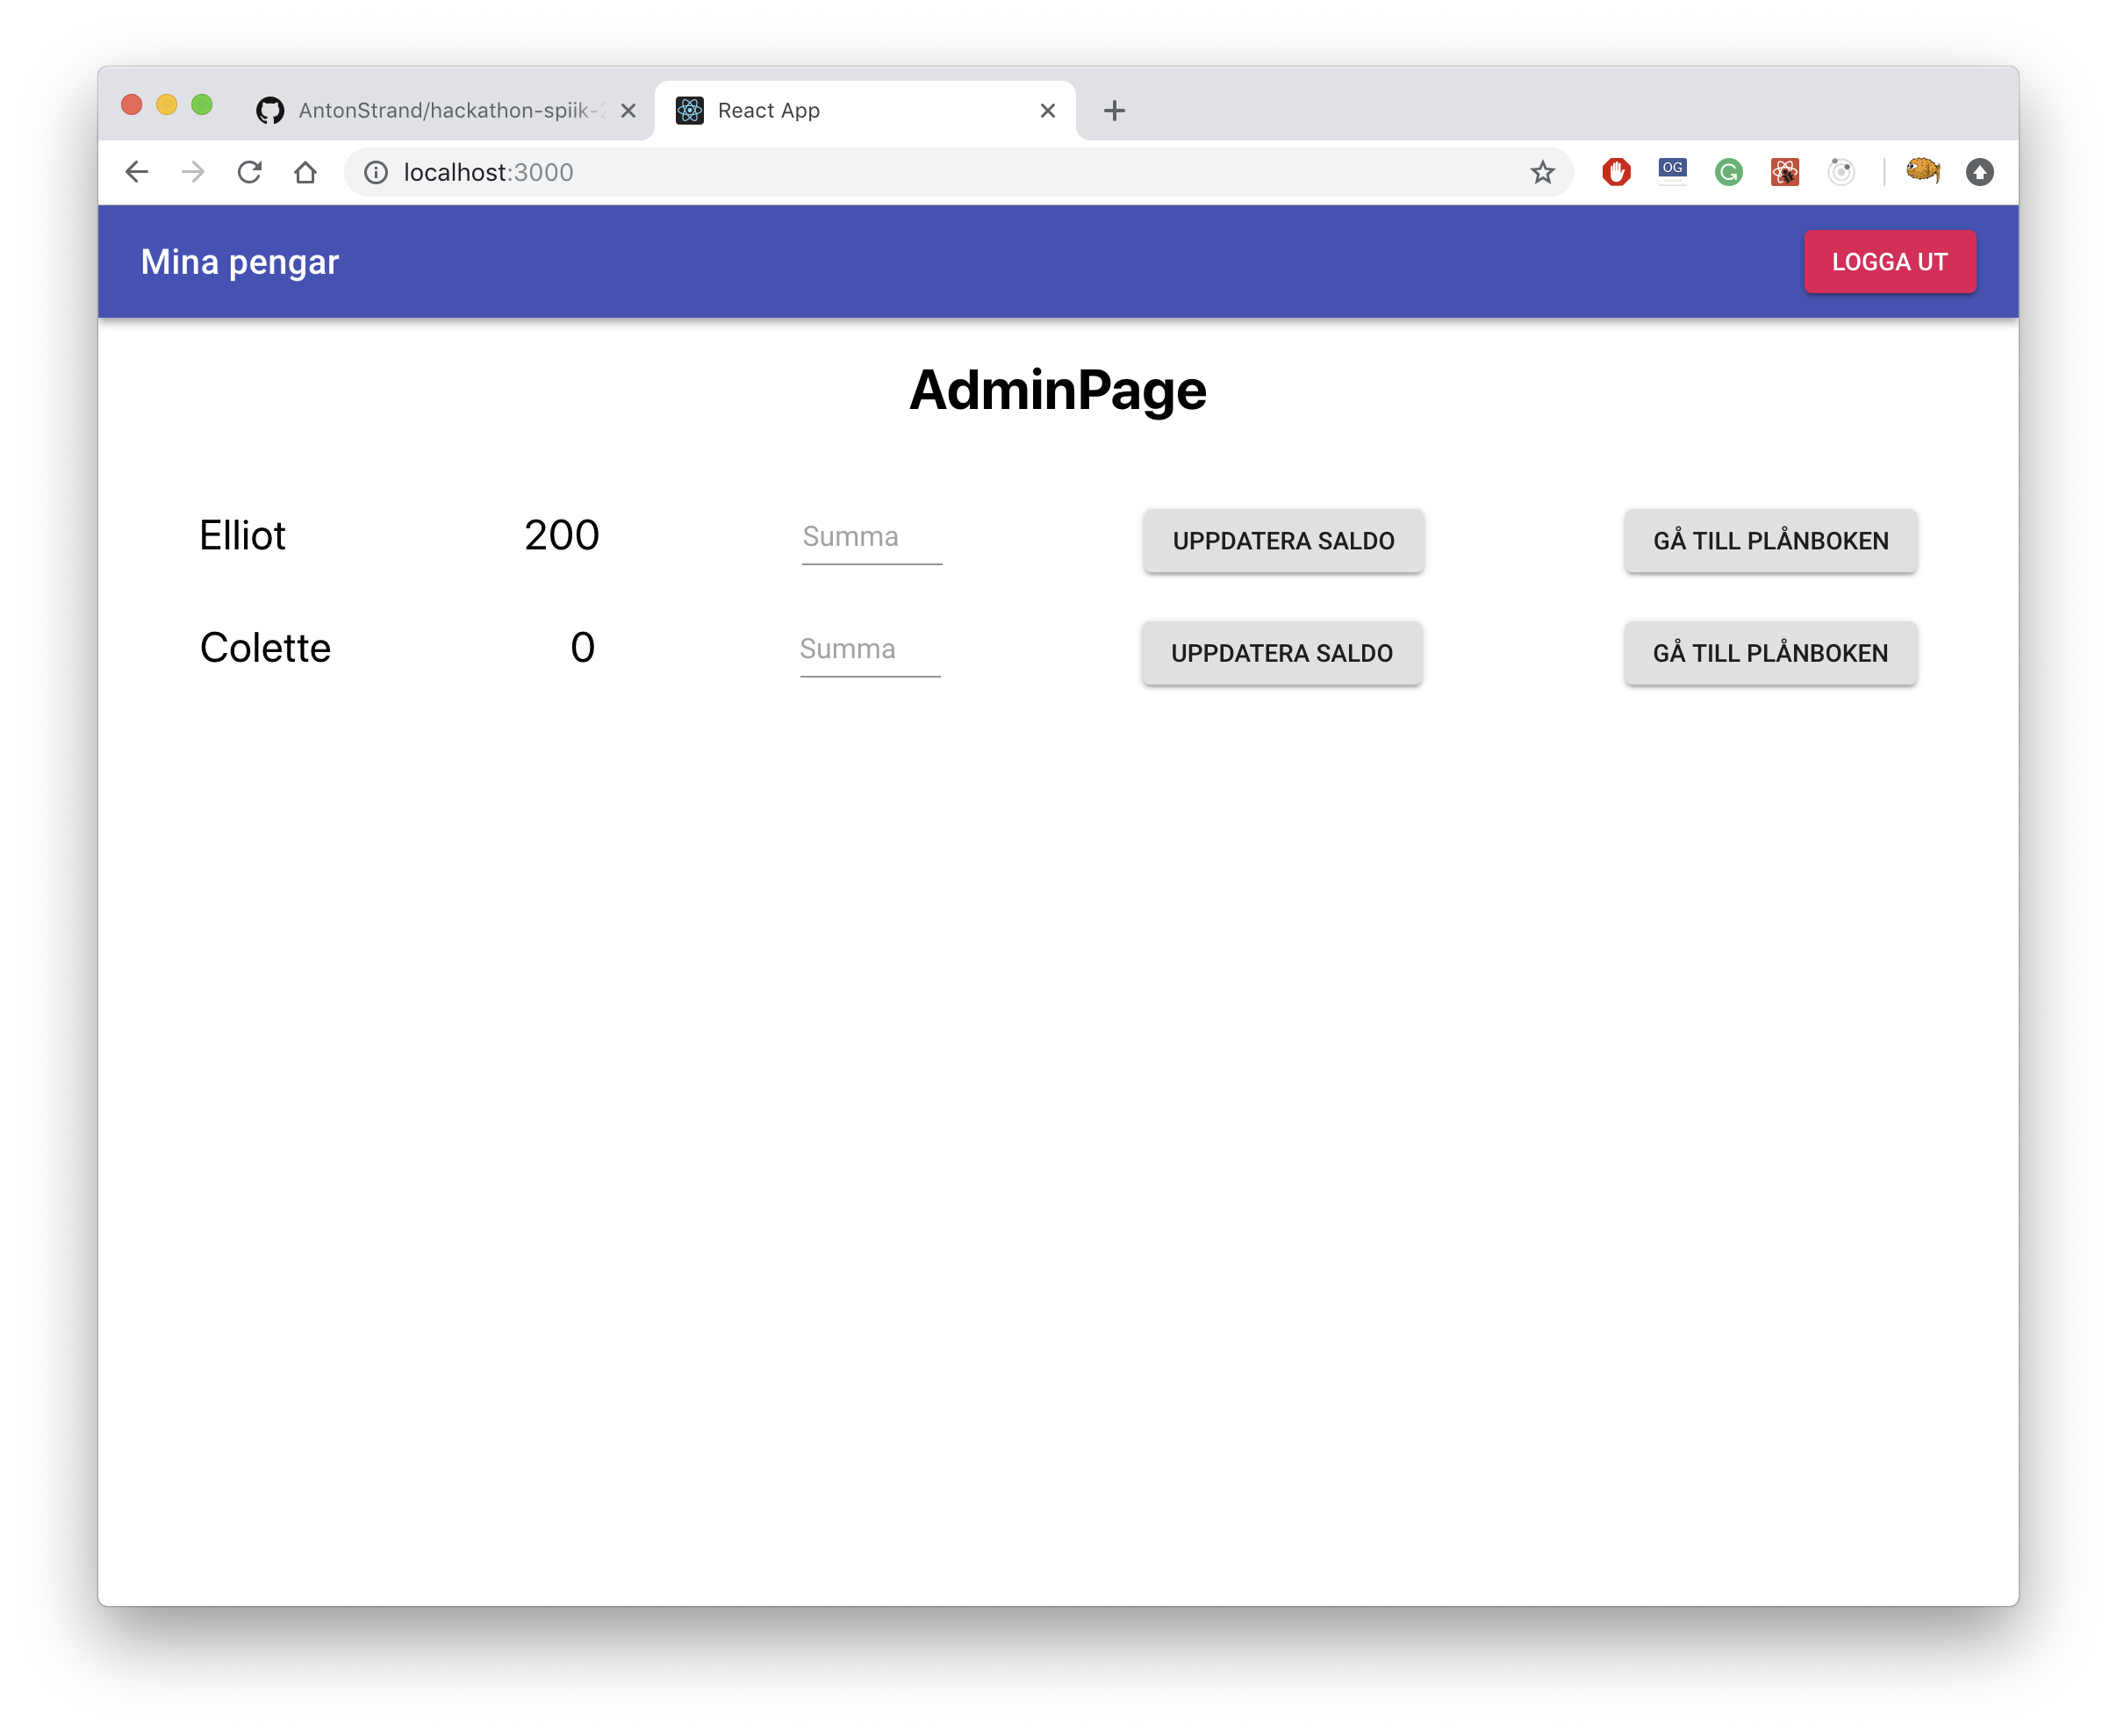 AntonStrand/hackathon-spiik-
React App
localhost:3000
OG
Mina pengar
LOGGA UT
AdminPage
Elliot 200 Summa UPPDATERA SALDO GÅ TILL PLÅNBOKEN
Colette 0 Summa UPPDATERA SALDO GÅ TILL PLÅNBOKEN